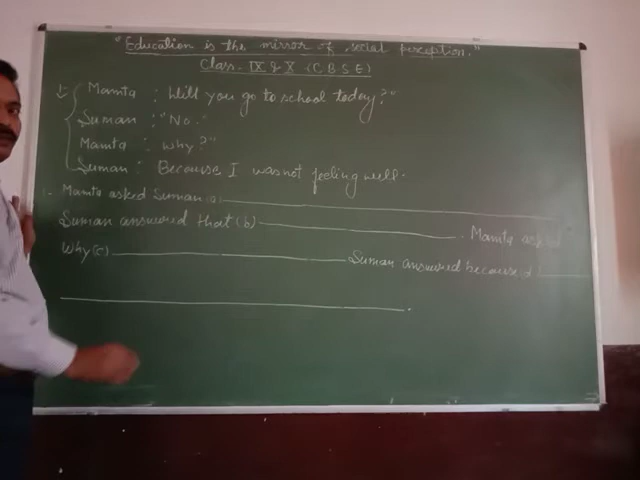 "Education is the mirror of social perception."
Class. IX & X (C B S E)
1- Mamta : Will you go to school today?"
Suman : "No."
Mamta : Why?"
Suman : Because I was not feeling well.
1- Mamta asked Suman (a)
Suman answered that (b) . Mamta asked
Why (c) Suman answered because d
.